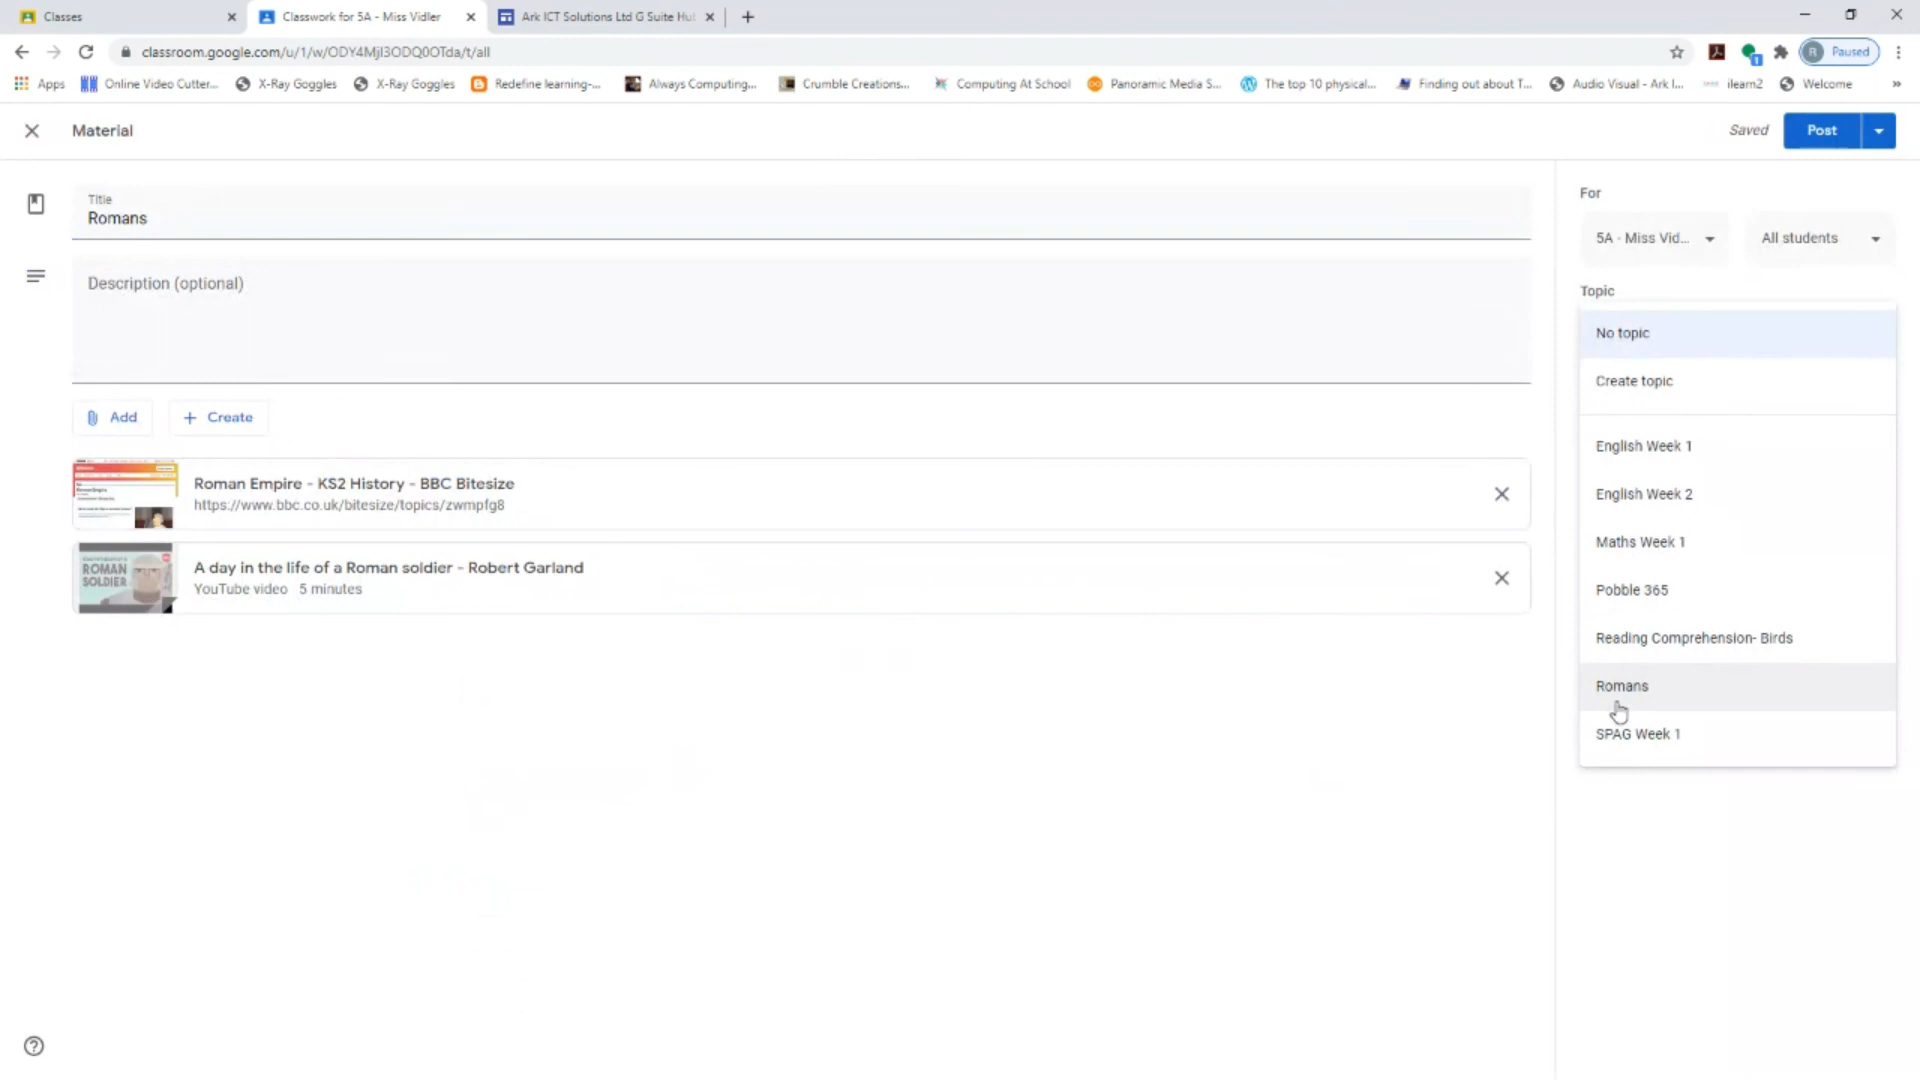 Classes
Classwork for 5A - Miss Vidler
Ark ICT Solutions Ltd G Suite Hu
classroom.google.com/u/1/w/ODY4MjI3ODQ0OTda/t/all
R Paused
Apps
Online Video Cutter...
X-Ray Goggles
X-Ray Goggles
Redefine learning-...
Always Computing...
Crumble Creations...
Computing At School
Panoramic Media S...
The top 10 physical...
Finding out about T...
Audio Visual - Ark I...
ilearn2
Welcome
»
Material
Saved
Post
Title
Romans
Description (optional)
Add
Create
Roman Empire - KS2 History - BBC Bitesize
https://www.bbc.co.uk/bitesize/topics/zwmpfg8
ROMAN
SOLDIER
A day in the life of a Roman soldier - Robert Garland
YouTube video 5 minutes
For
5A - Miss Vid...
All students
Topic
No topic
Create topic
English Week 1
English Week 2
Maths Week 1
Pobble 365
Reading Comprehension- Birds
Romans
SPAG Week 1